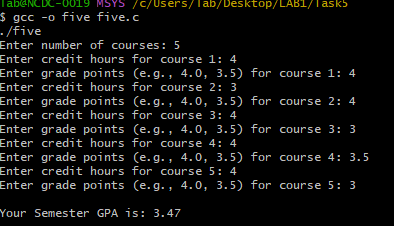 Tab@NCDC-0019 MSYS /c/Users/Tab/Desktop/LAB1/Task5
$ gcc -o five five.c
./five
Enter number of courses: 5
Enter credit hours for course 1: 4
Enter grade points (e.g., 4.0, 3.5) for course 1: 4
Enter credit hours for course 2: 3
Enter grade points (e.g., 4.0, 3.5) for course 2: 4
Enter credit hours for course 3: 4
Enter grade points (e.g., 4.0, 3.5) for course 3: 3
Enter credit hours for course 4: 4
Enter grade points (e.g., 4.0, 3.5) for course 4: 3.5
Enter credit hours for course 5: 4
Enter grade points (e.g., 4.0, 3.5) for course 5: 3
Your Semester GPA is: 3.47